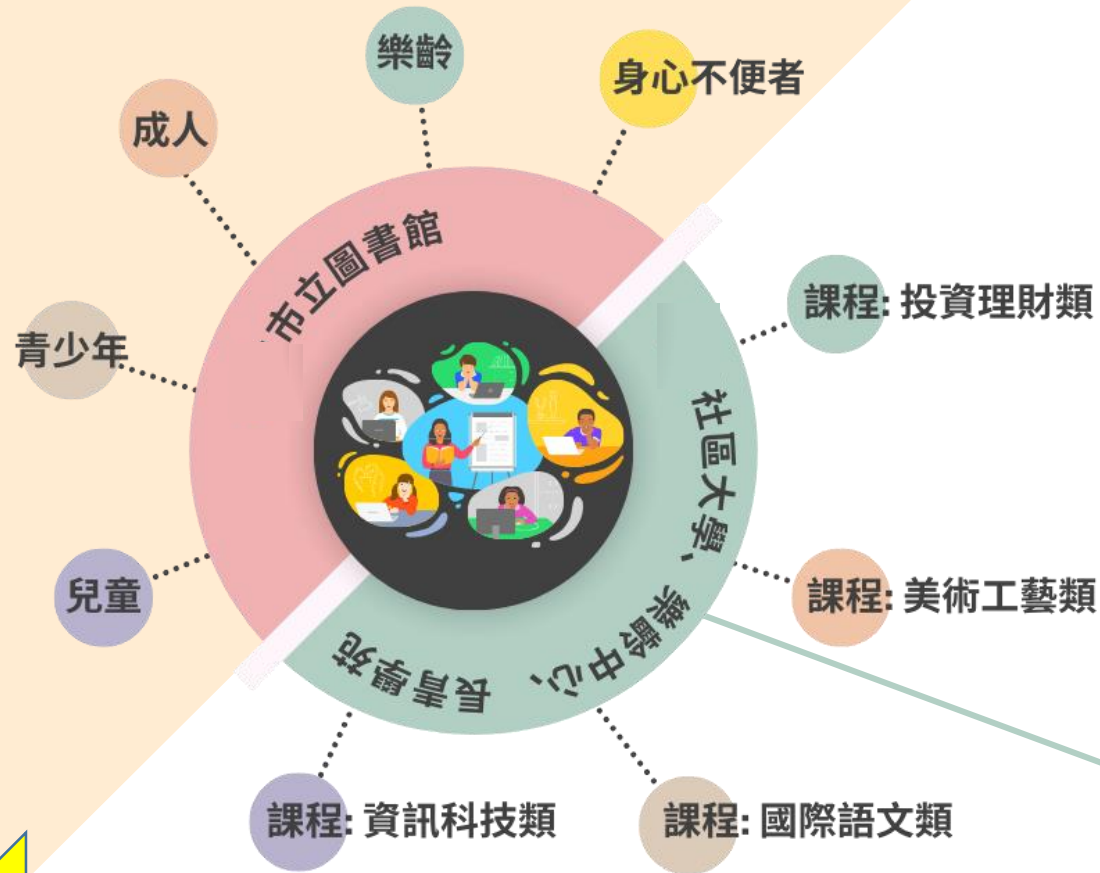 樂齡
身心不便者
成人
市立圖書館
青少年
兒童
課程: 投資理財類
社區大學、樂齡中心、長青學苑
課程: 美術工藝類
課程: 國際語文類
課程: 資訊科技類